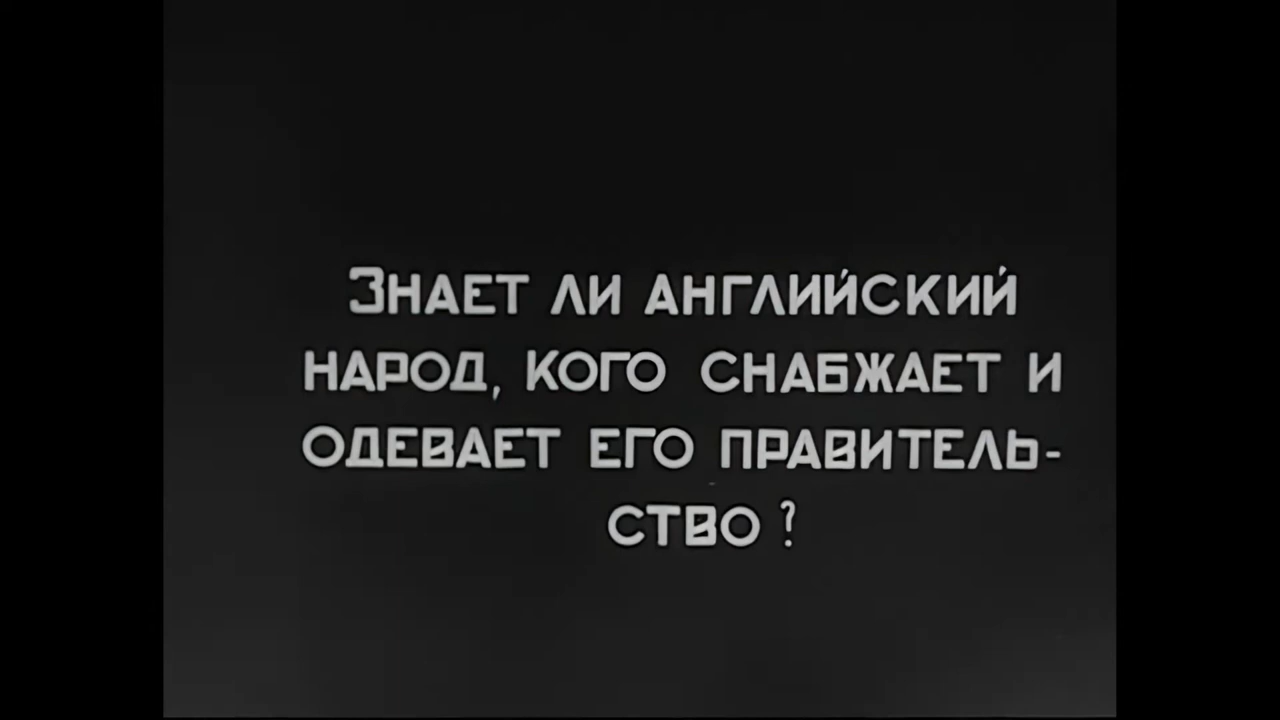 Знает ли английский
народ, кого снабжает и
одевает его правитель-
ство?